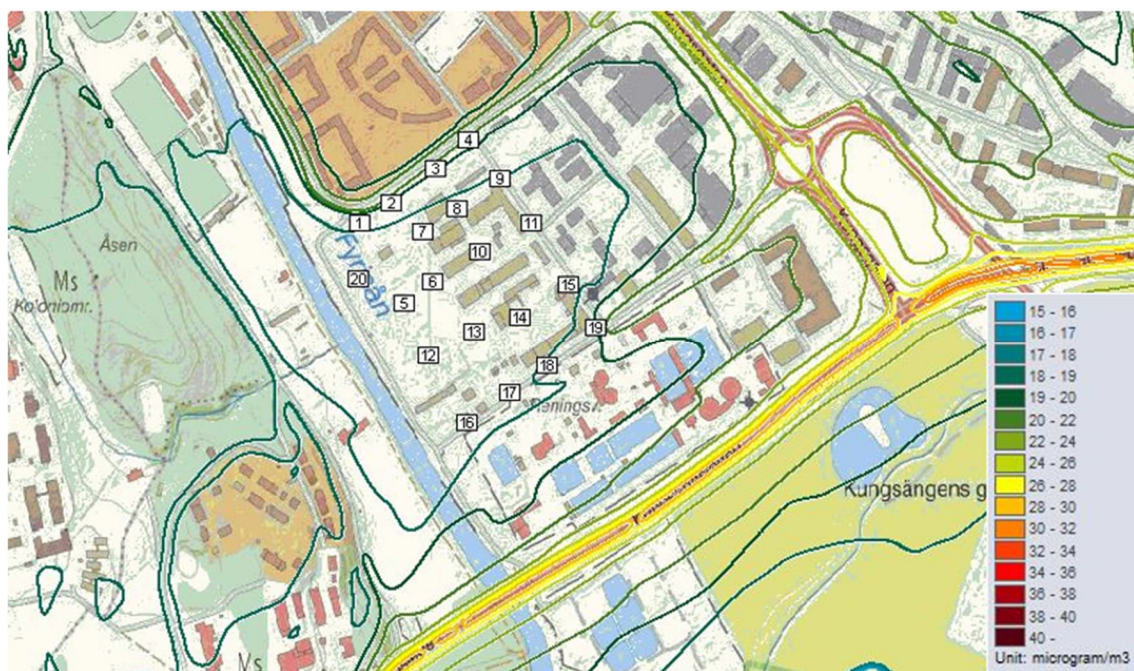 4
3
9
2
8
1
11
7
Fyrisån
Åsen
10
Ms
20
6
15
Koloniomr.
5
14
19
13
12
18
17
Reningsv.
16
Kungsängens g
Ms
15 - 16
16 - 17
17 - 18
18 - 19
19 - 20
20 - 22
22 - 24
24 - 26
26 - 28
28 - 30
30 - 32
32 - 34
34 - 36
36 - 38
38 - 40
40 -
Unit: microgram/m3